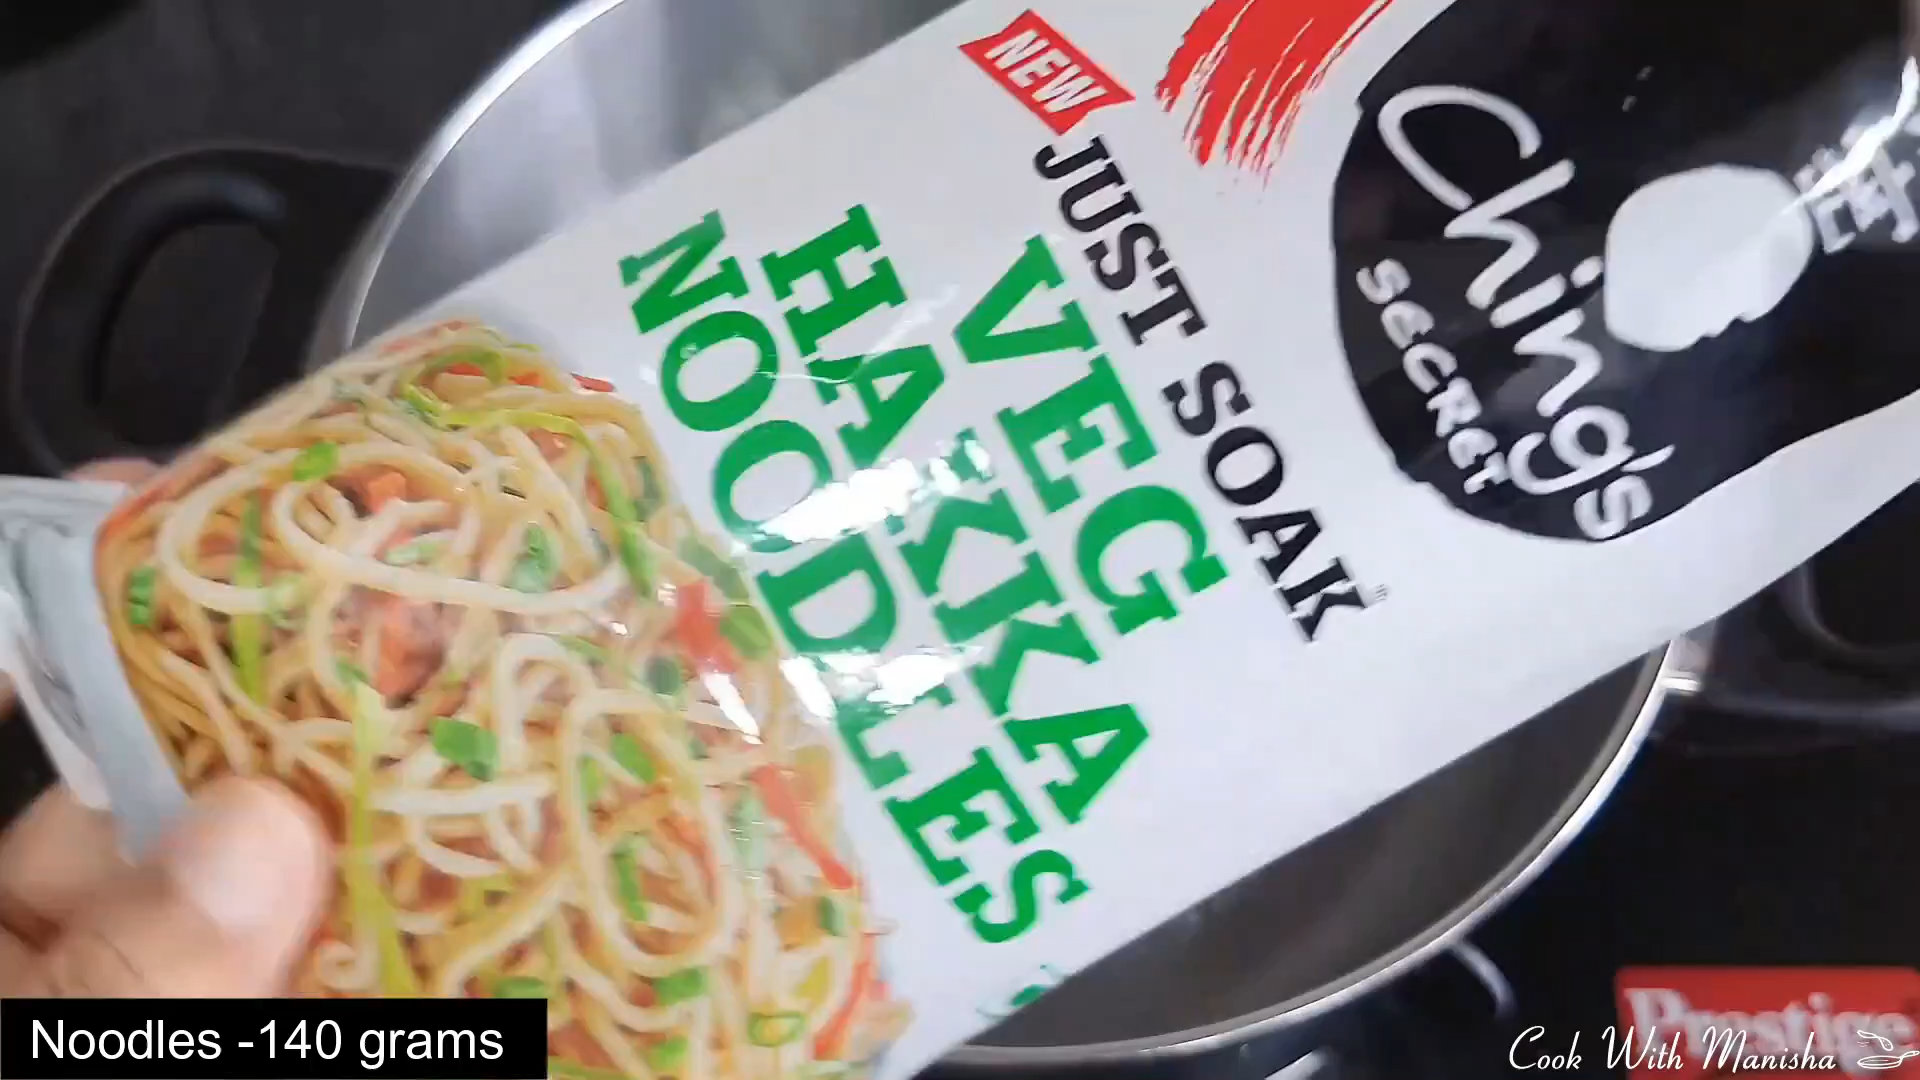 NEW
Ching's
SECRET
JUST SOAK
VEG
HAKKA
NOODLES
Noodles -140 grams
Prestige
Cook With Manisha